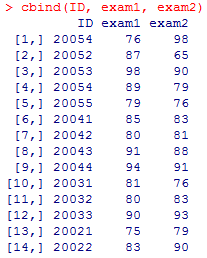 > cbind(ID, exam1, exam2)
ID exam1 exam2
[1,] 20054 76 98
[2,] 20052 87 65
[3,] 20053 98 90
[4,] 20054 89 79
[5,] 20055 79 76
[6,] 20041 85 83
[7,] 20042 80 81
[8,] 20043 91 88
[9,] 20044 94 91
[10,] 20031 81 76
[11,] 20032 80 83
[12,] 20033 90 93
[13,] 20021 75 79
[14,] 20022 83 90